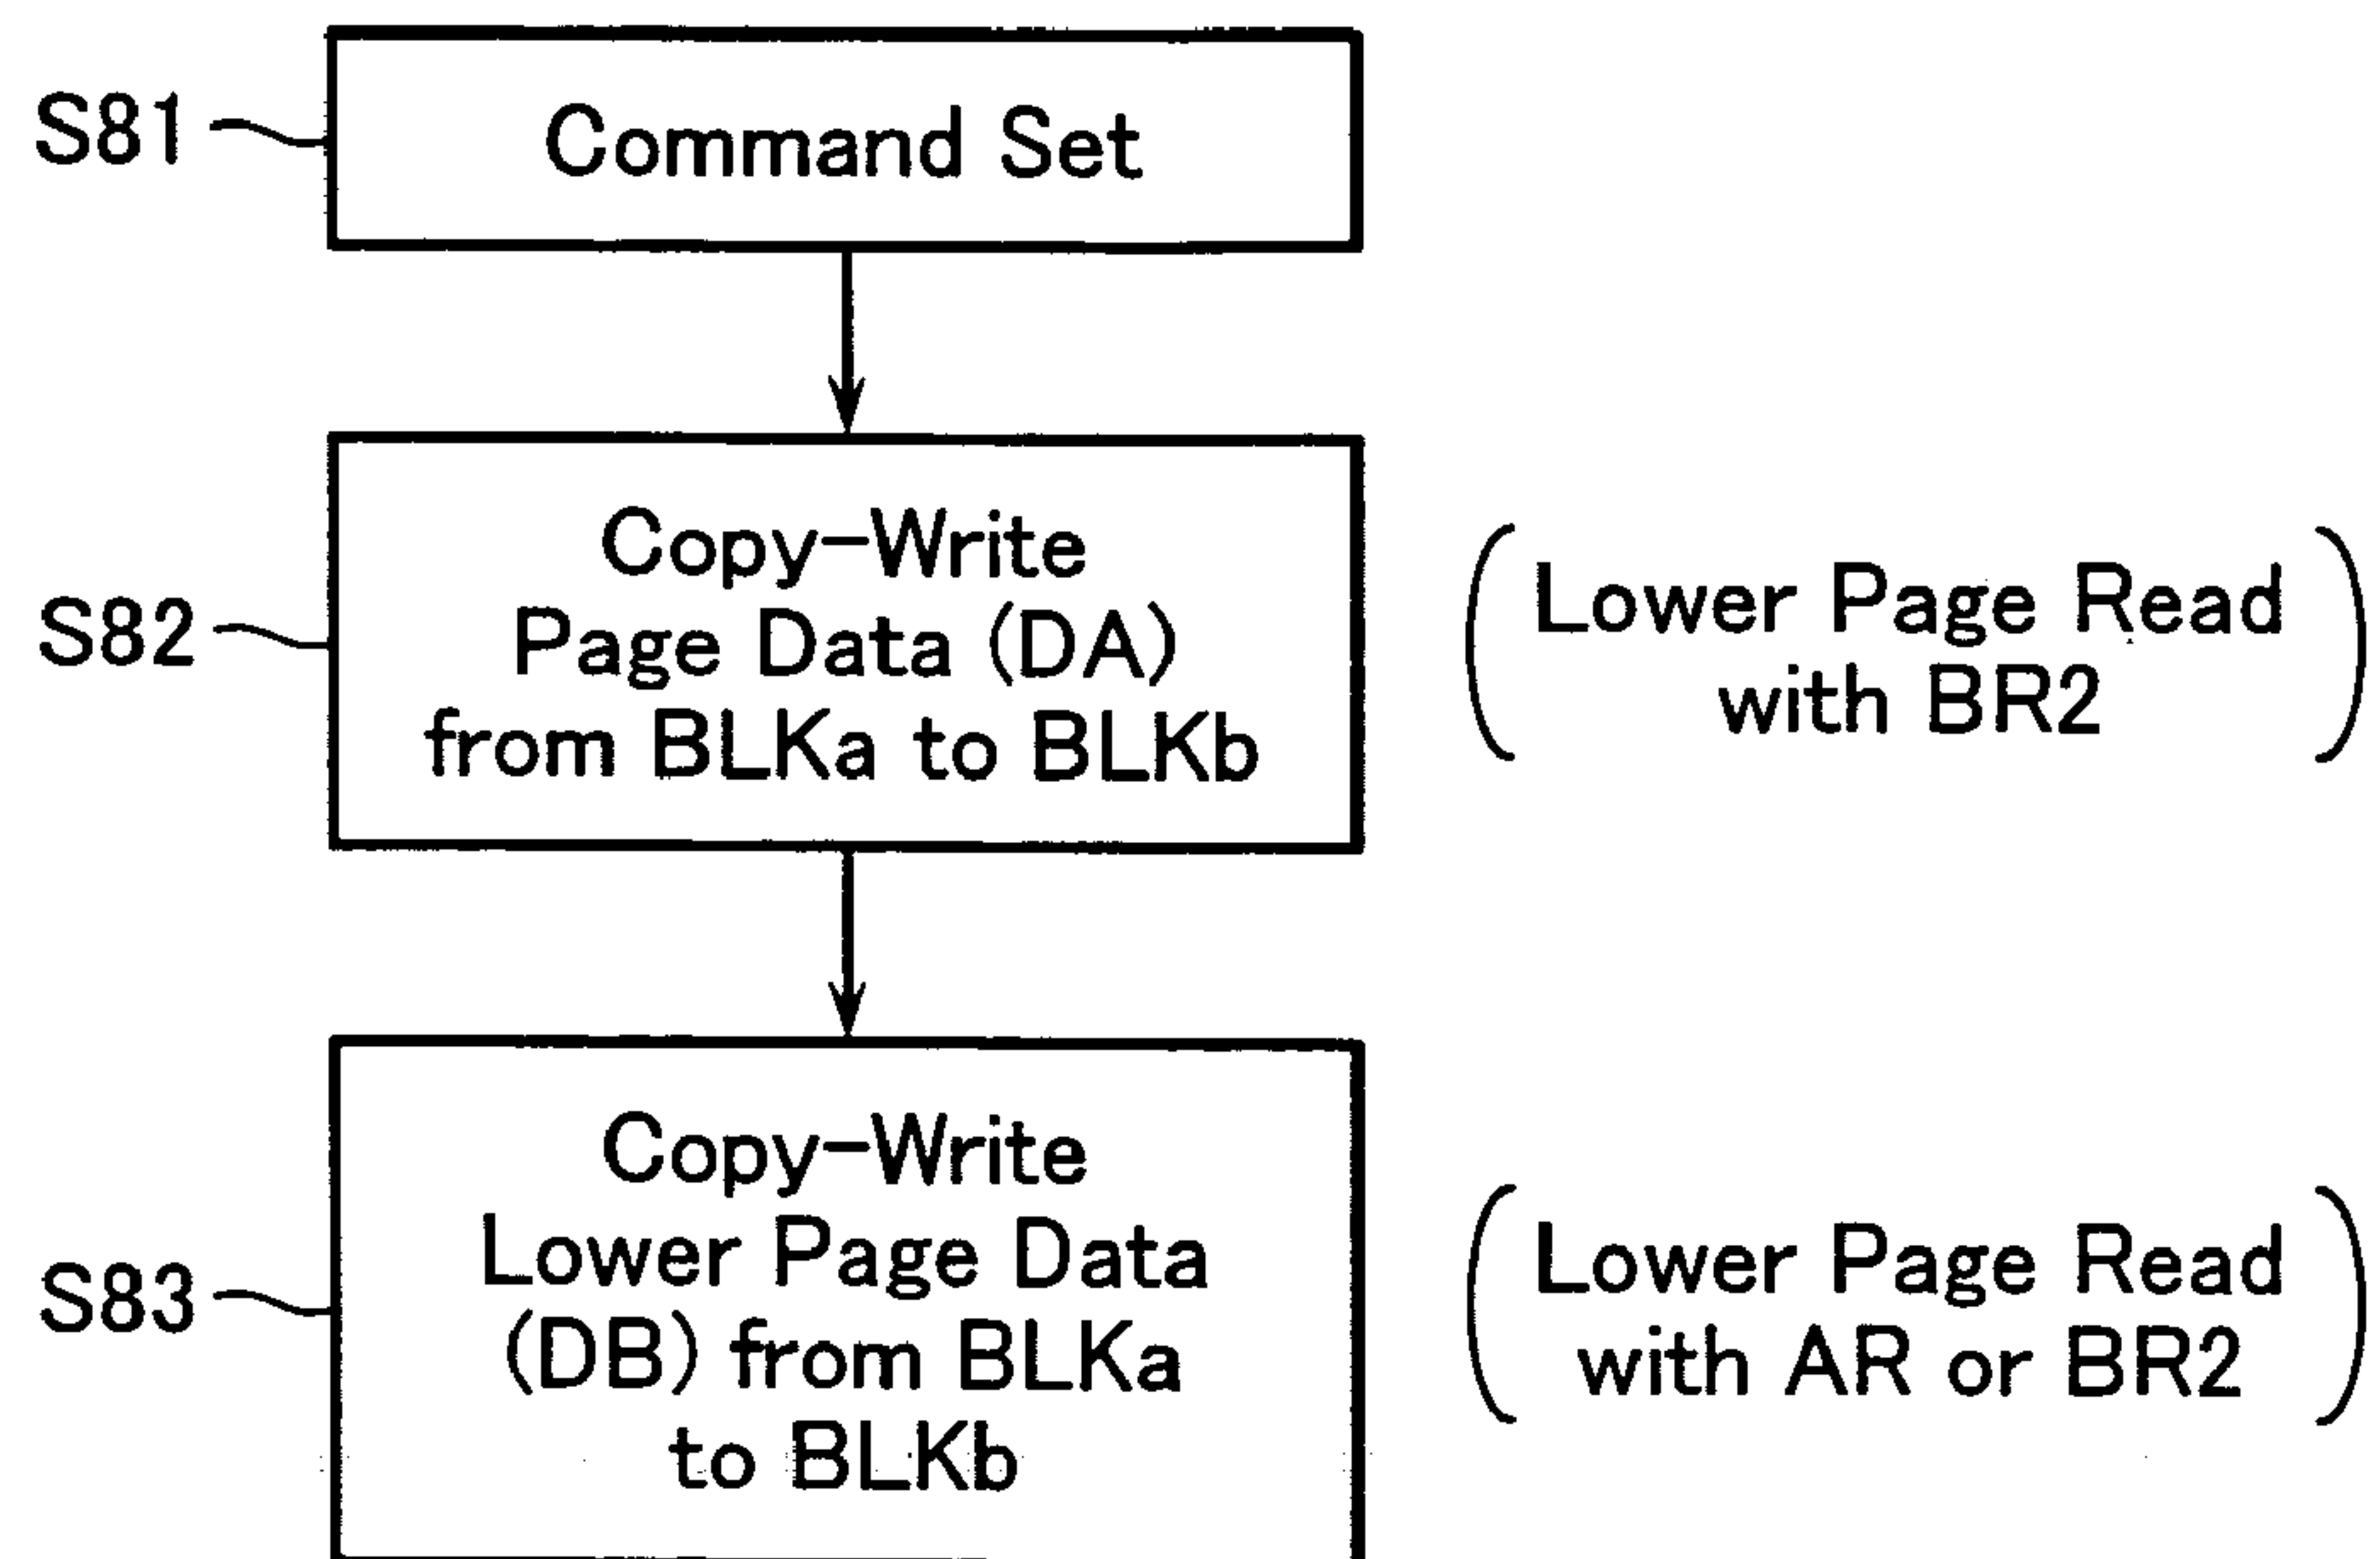 S81
Command Set
S82
Copy-Write
Page Data (DA)
from BLKa to BLKb
(Lower Page Read
with BR2)
S83
Copy-Write
Lower Page Data
(DB) from BLKa
to BLKb
(Lower Page Read
with AR or BR2)